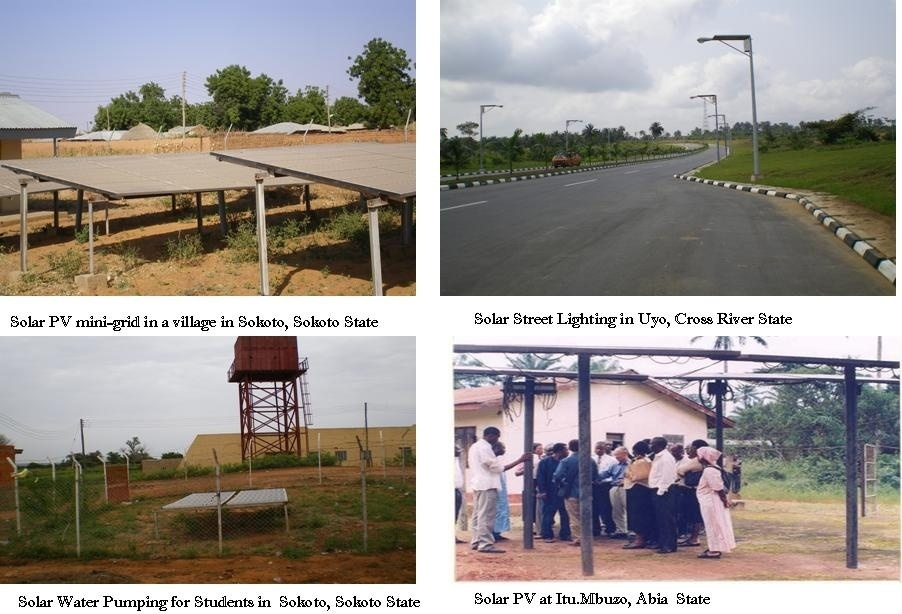 Solar PV mini-grid in a village in Sokoto, Sokoto State
Solar Street Lighting in Uyo, Cross River State
Solar Water Pumping for Students in Sokoto, Sokoto State
Solar PV at Itu.Mbuzo, Abia State